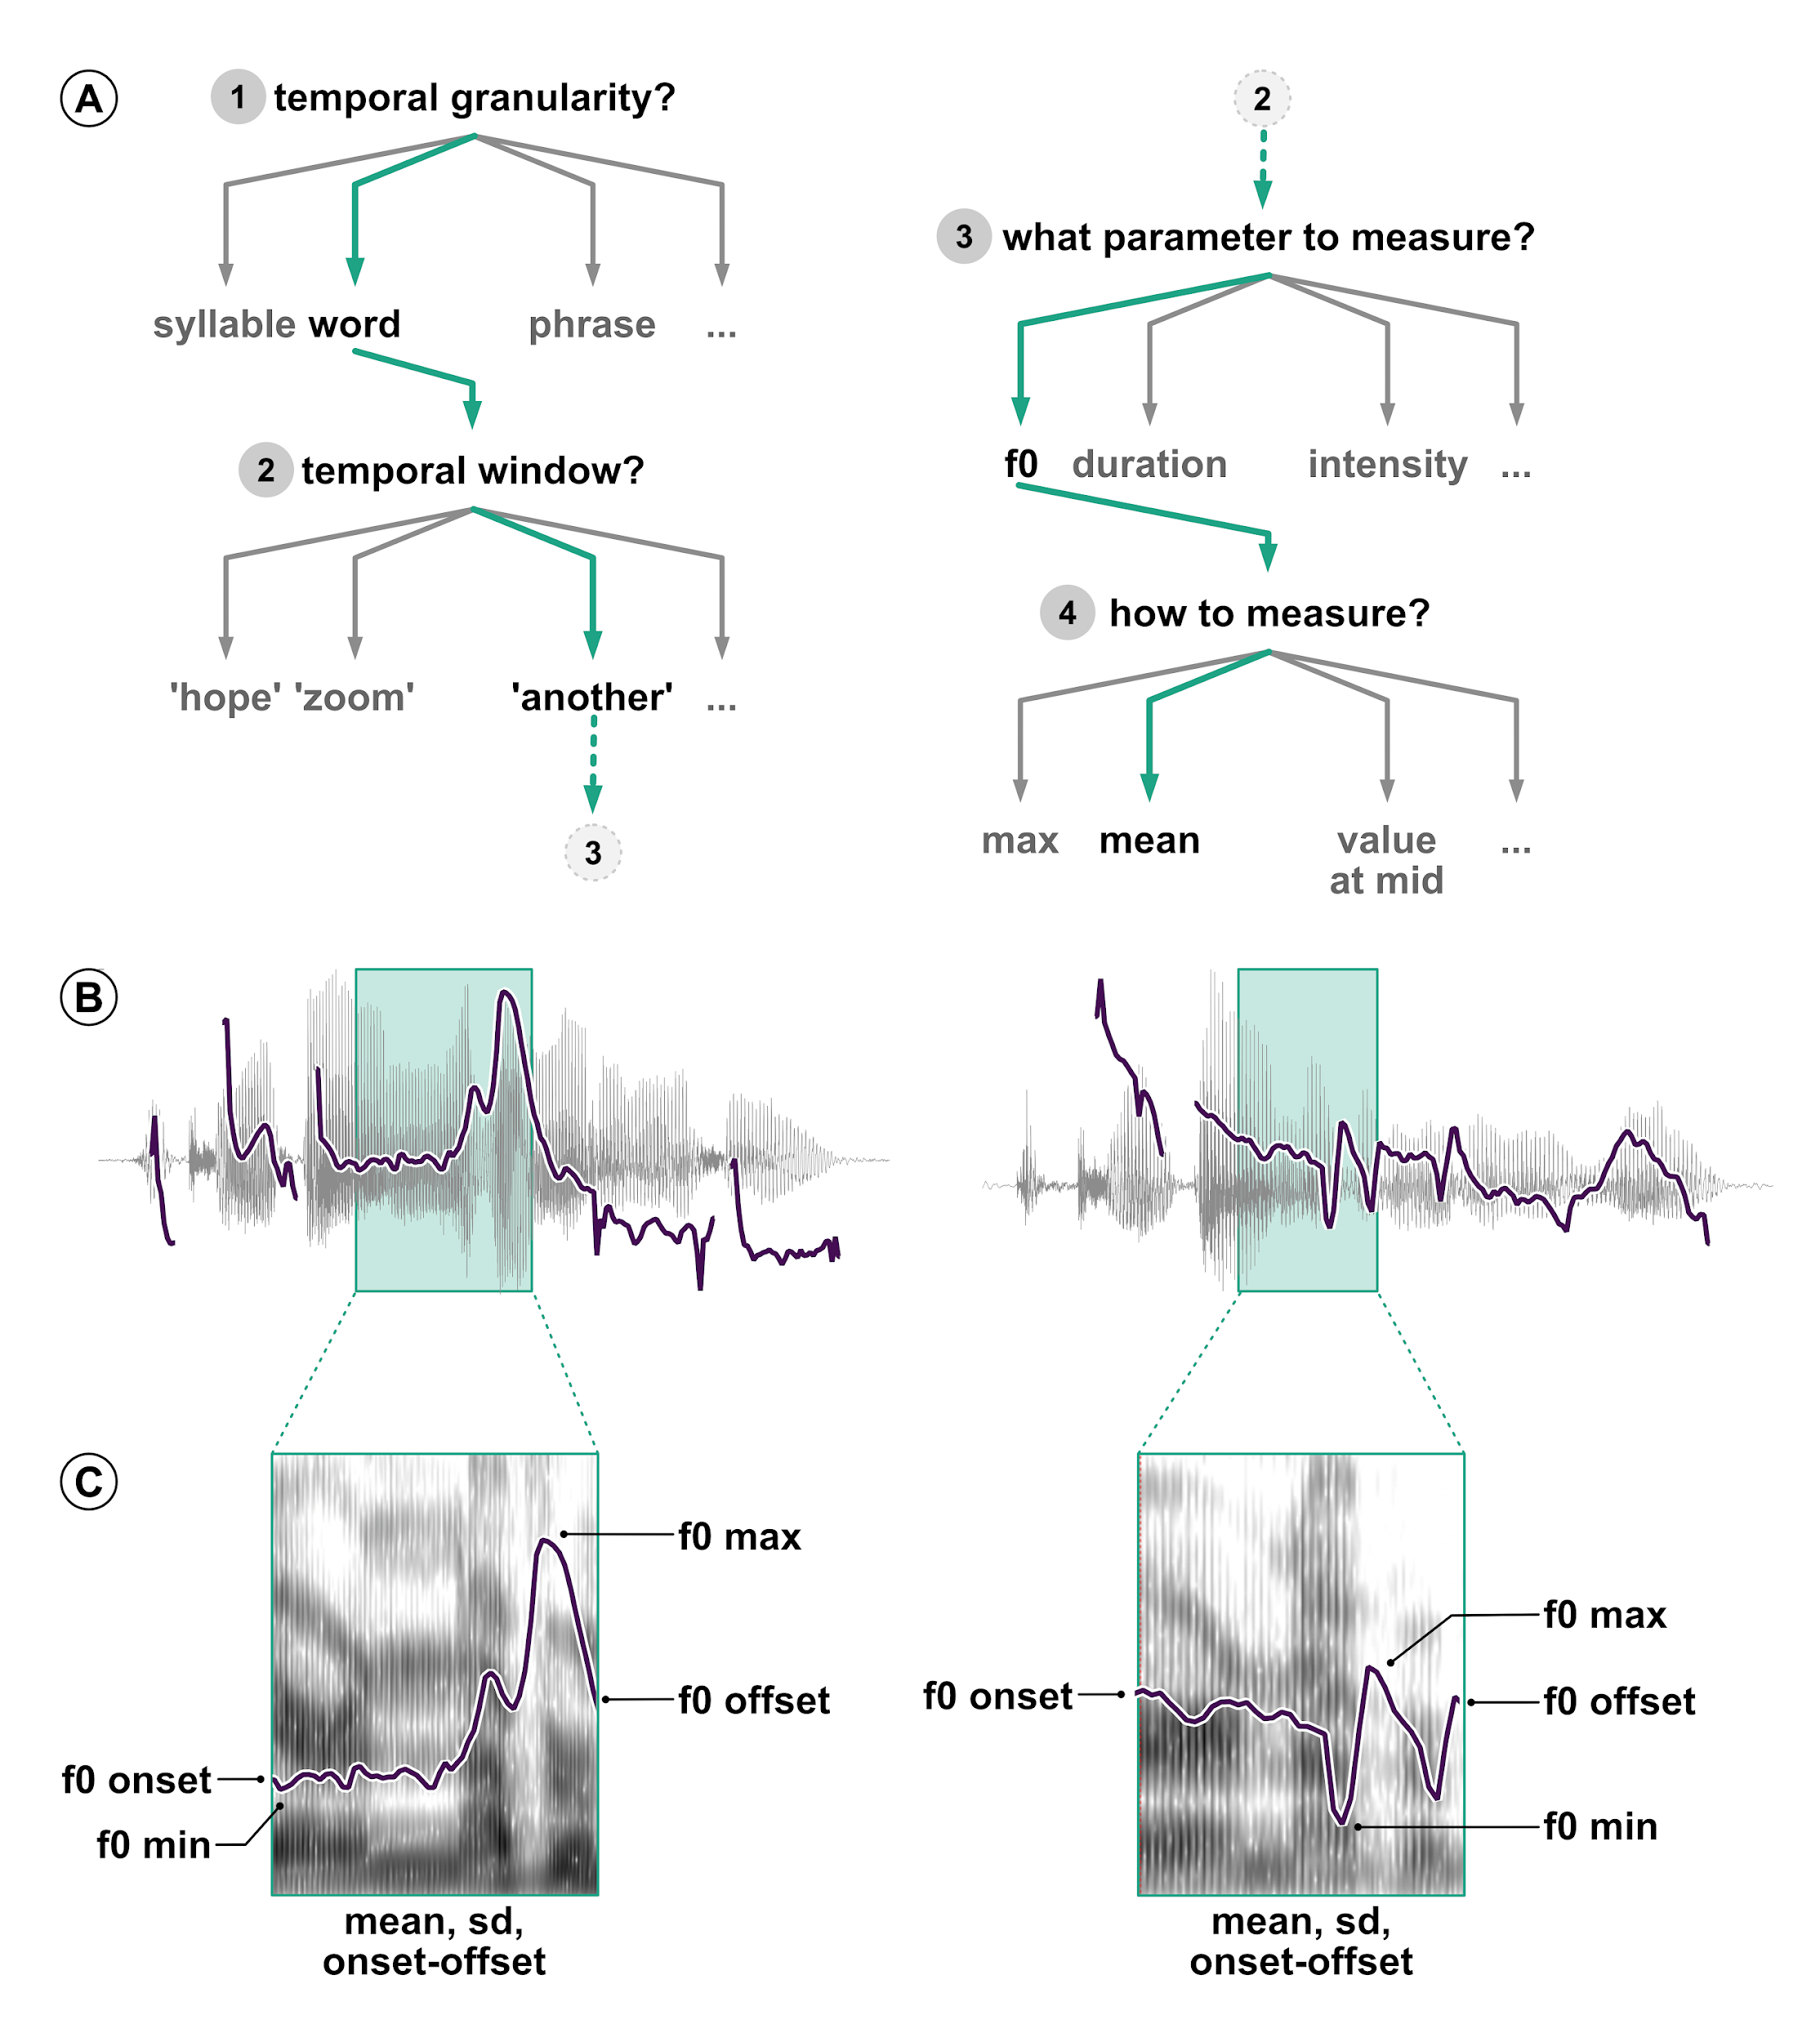 A
1 temporal granularity?
syllable word phrase ...
2 temporal window?
'hope' 'zoom' 'another' ...
3
2
3 what parameter to measure?
f0 duration intensity ...
4 how to measure?
max mean value ...
at mid
B
C
f0 max
f0 offset
f0 onset
f0 min
mean, sd,
onset-offset
f0 onset
f0 max
f0 offset
f0 min
mean, sd,
onset-offset